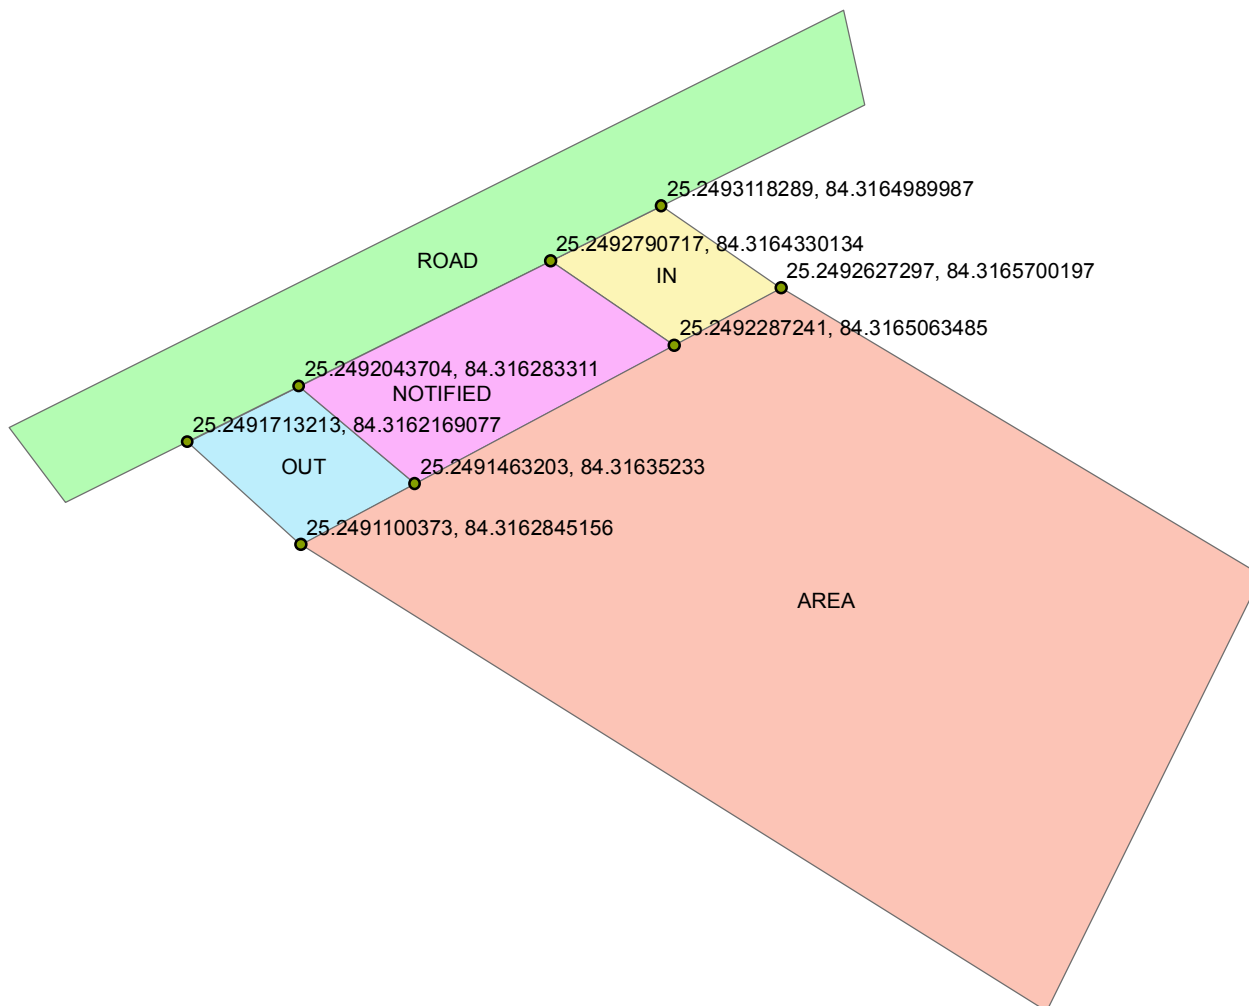 25.2493118289, 84.3164989987
25.2492790717, 84.3164330134
ROAD
IN
25.2492627297, 84.3165700197
25.2492287241, 84.3165063485
25.2492043704, 84.316283311
NOTIFIED
25.2491713213, 84.3162169077
OUT
25.2491463203, 84.31635233
25.2491100373, 84.3162845156
AREA